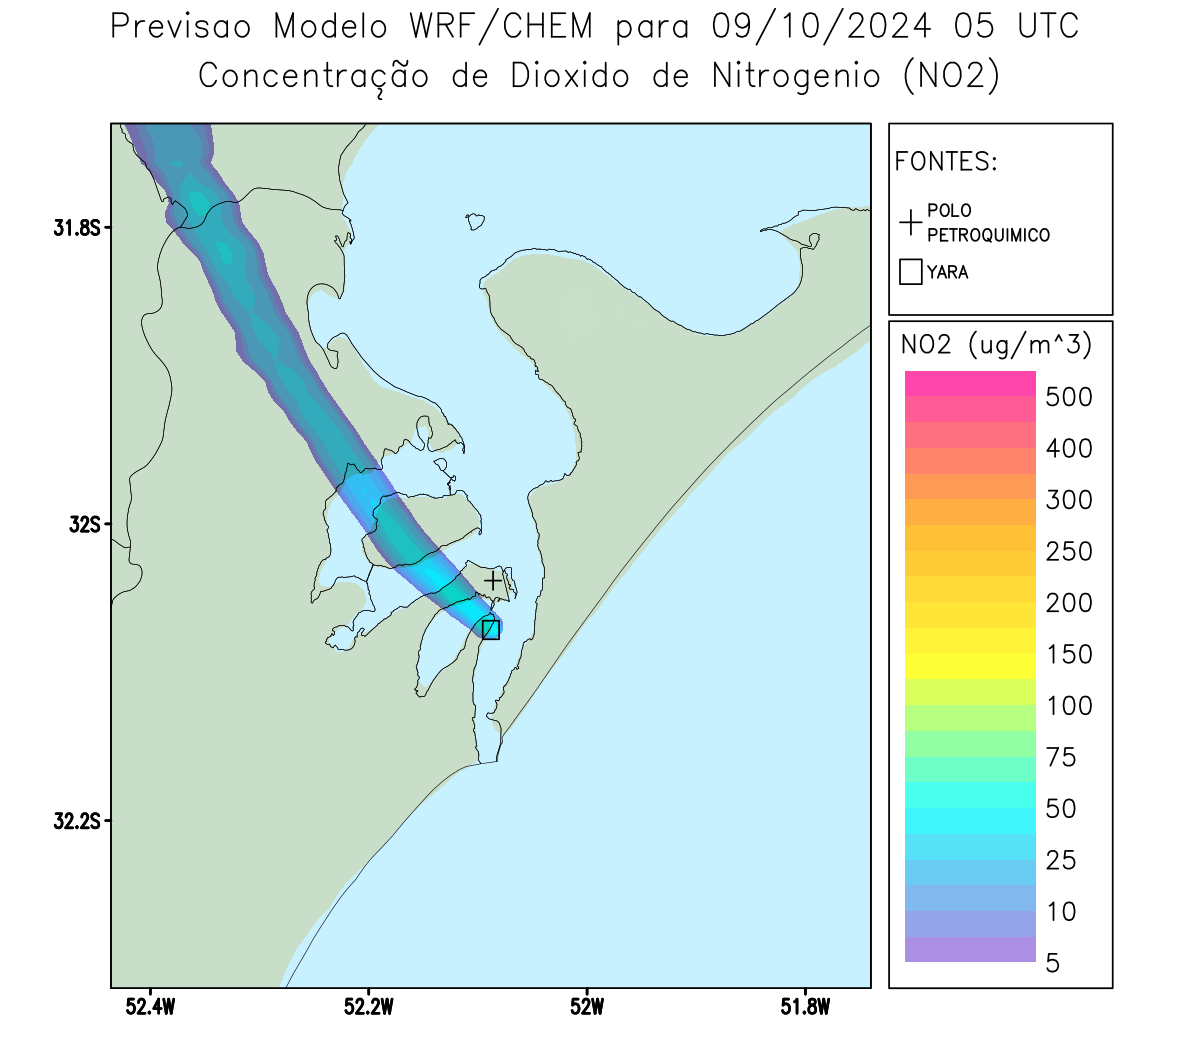 Previsao Modelo WRF/CHEM para 09/10/2024 05 UTC
Concentração de Dioxido de Nitrogenio (NO2)
FONTES:
POLO
PETROQUIMICO
YARA
NO2 (ug/m^3)
500
400
300
250
200
150
100
75
50
25
10
5
31.8S
32S
32.2S
52.4W
52.2W
52W
51.8W